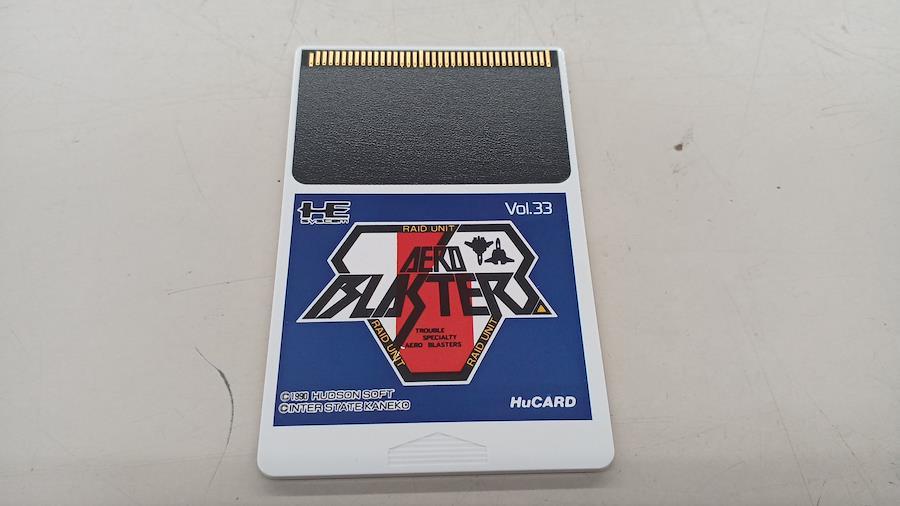 HE
SYSTEM
Vol.33
RAID UNIT
AERO
BLASTERS
RAID UNIT
RAID UNIT
TROUBLE
SPECIALTY
AERO BLASTERS
©1990 HUDSON SOFT
©INTER STATE KANEKO
HuCARD